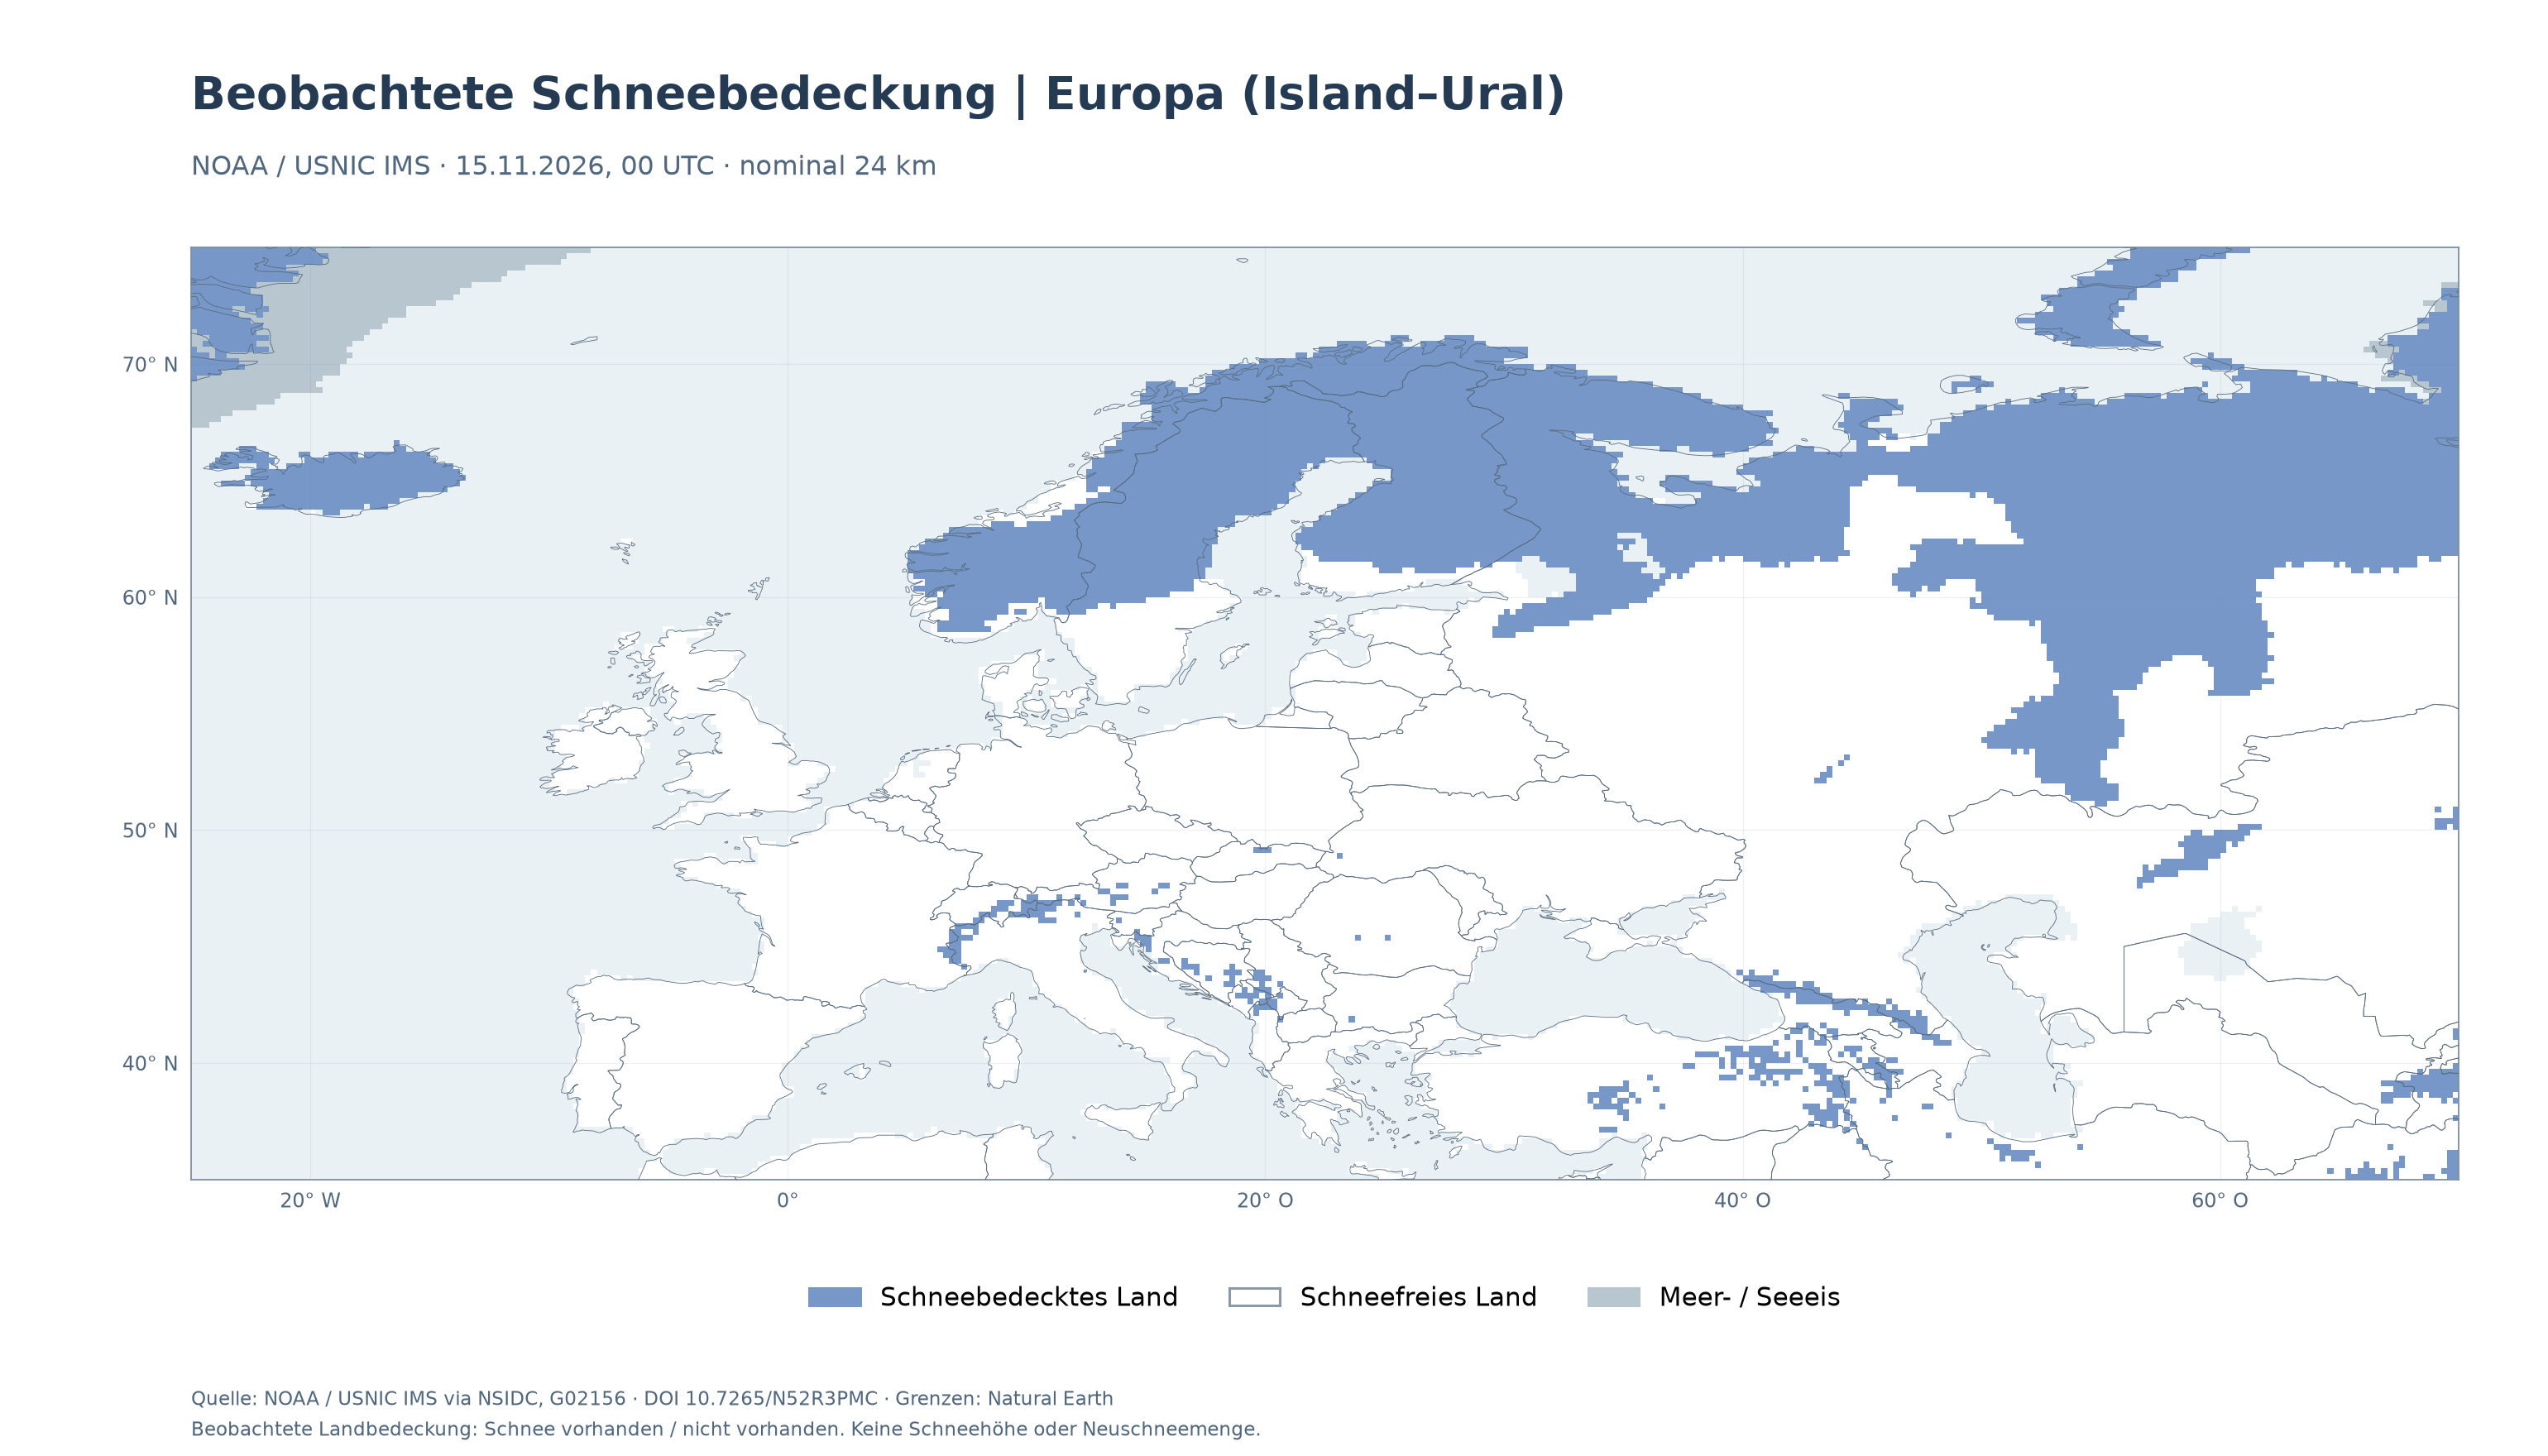 Beobachtete Schneebedeckung | Europa (Island–Ural)
NOAA / USNIC IMS · 15.11.2026, 00 UTC · nominal 24 km
70° N
60° N
50° N
40° N
20° W
0°
20° O
40° O
60° O
Schneebedecktes Land
Schneefreies Land
Meer- / Seeeis
Quelle: NOAA / USNIC IMS via NSIDC, G02156 · DOI 10.7265/N52R3PMC · Grenzen: Natural Earth
Beobachtete Landbedeckung: Schnee vorhanden / nicht vorhanden. Keine Schneehöhe oder Neuschneemenge.